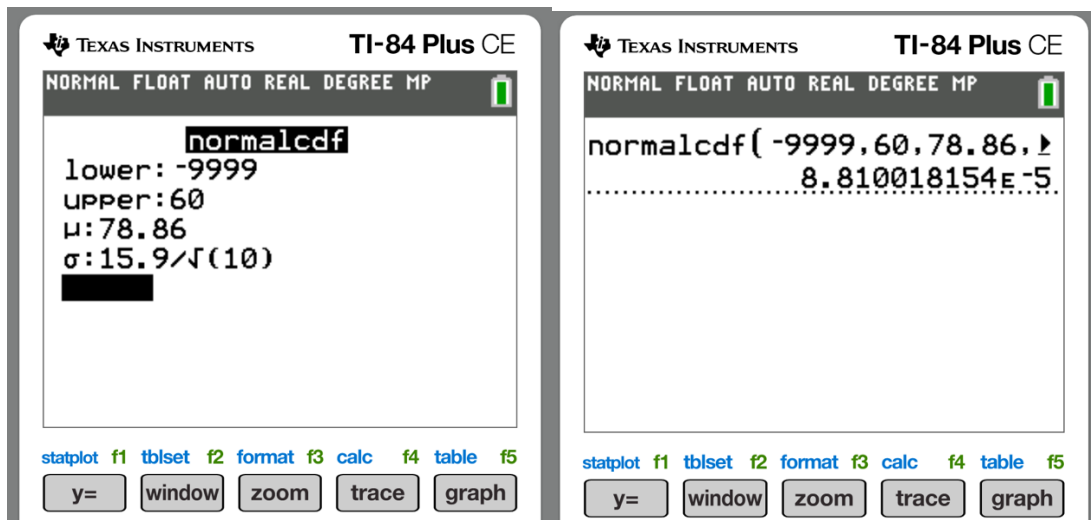 TEXAS INSTRUMENTS TI-84 Plus CE
NORMAL FLOAT AUTO REAL DEGREE MP
normalcdf
lower:-9999
upper:60
μ:78.86
σ:15.9/√(10)
statplot f1 tblset f2 format f3 calc f4 table f5
y= window zoom trace graph
TEXAS INSTRUMENTS TI-84 Plus CE
NORMAL FLOAT AUTO REAL DEGREE MP
normalcdf(-9999,60,78.86,
8.810018154E-5
statplot f1 tblset f2 format f3 calc f4 table f5
y= window zoom trace graph